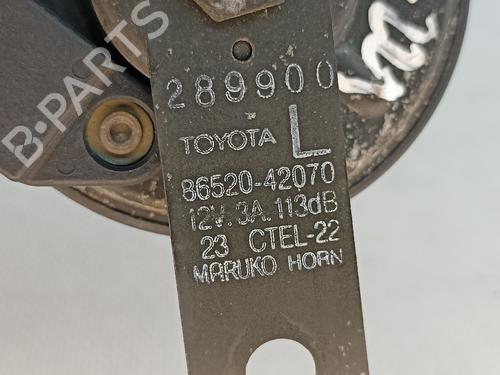 B-PARTS
289900
TOYOTA L
86520-42070
12V.3A.113dB
23 CTEL-22
MARUKO HORN